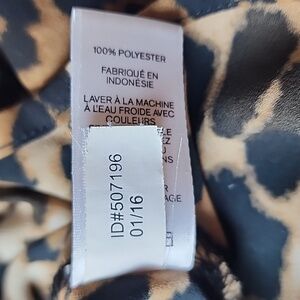 100% POLYESTER
FABRIQUÉ EN
INDONÉSIE
LAVER À LA MACHINE
À L'EAU FROIDE AVEC
COULEURS
ID#507196
01/16